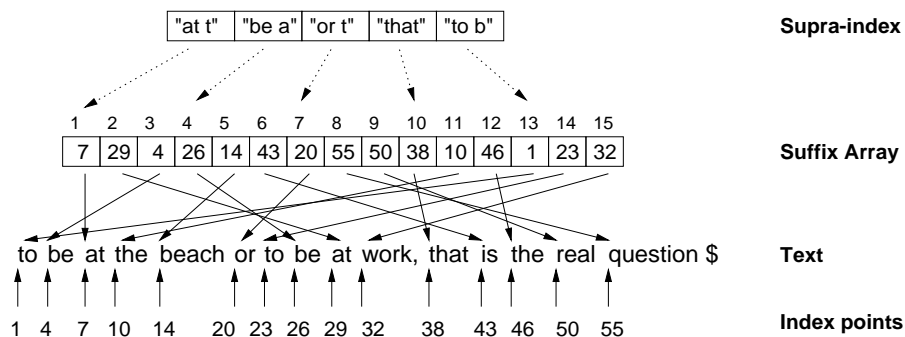 "at t" "be a" "or t" "that" "to b" Supra-index
1 2 3 4 5 6 7 8 9 10 11 12 13 14 15
7 29 4 26 14 43 20 55 50 38 10 46 1 23 32 Suffix Array
to be at the beach or to be at work, that is the real question $ Text
1 4 7 10 14 20 23 26 29 32 38 43 46 50 55 Index points